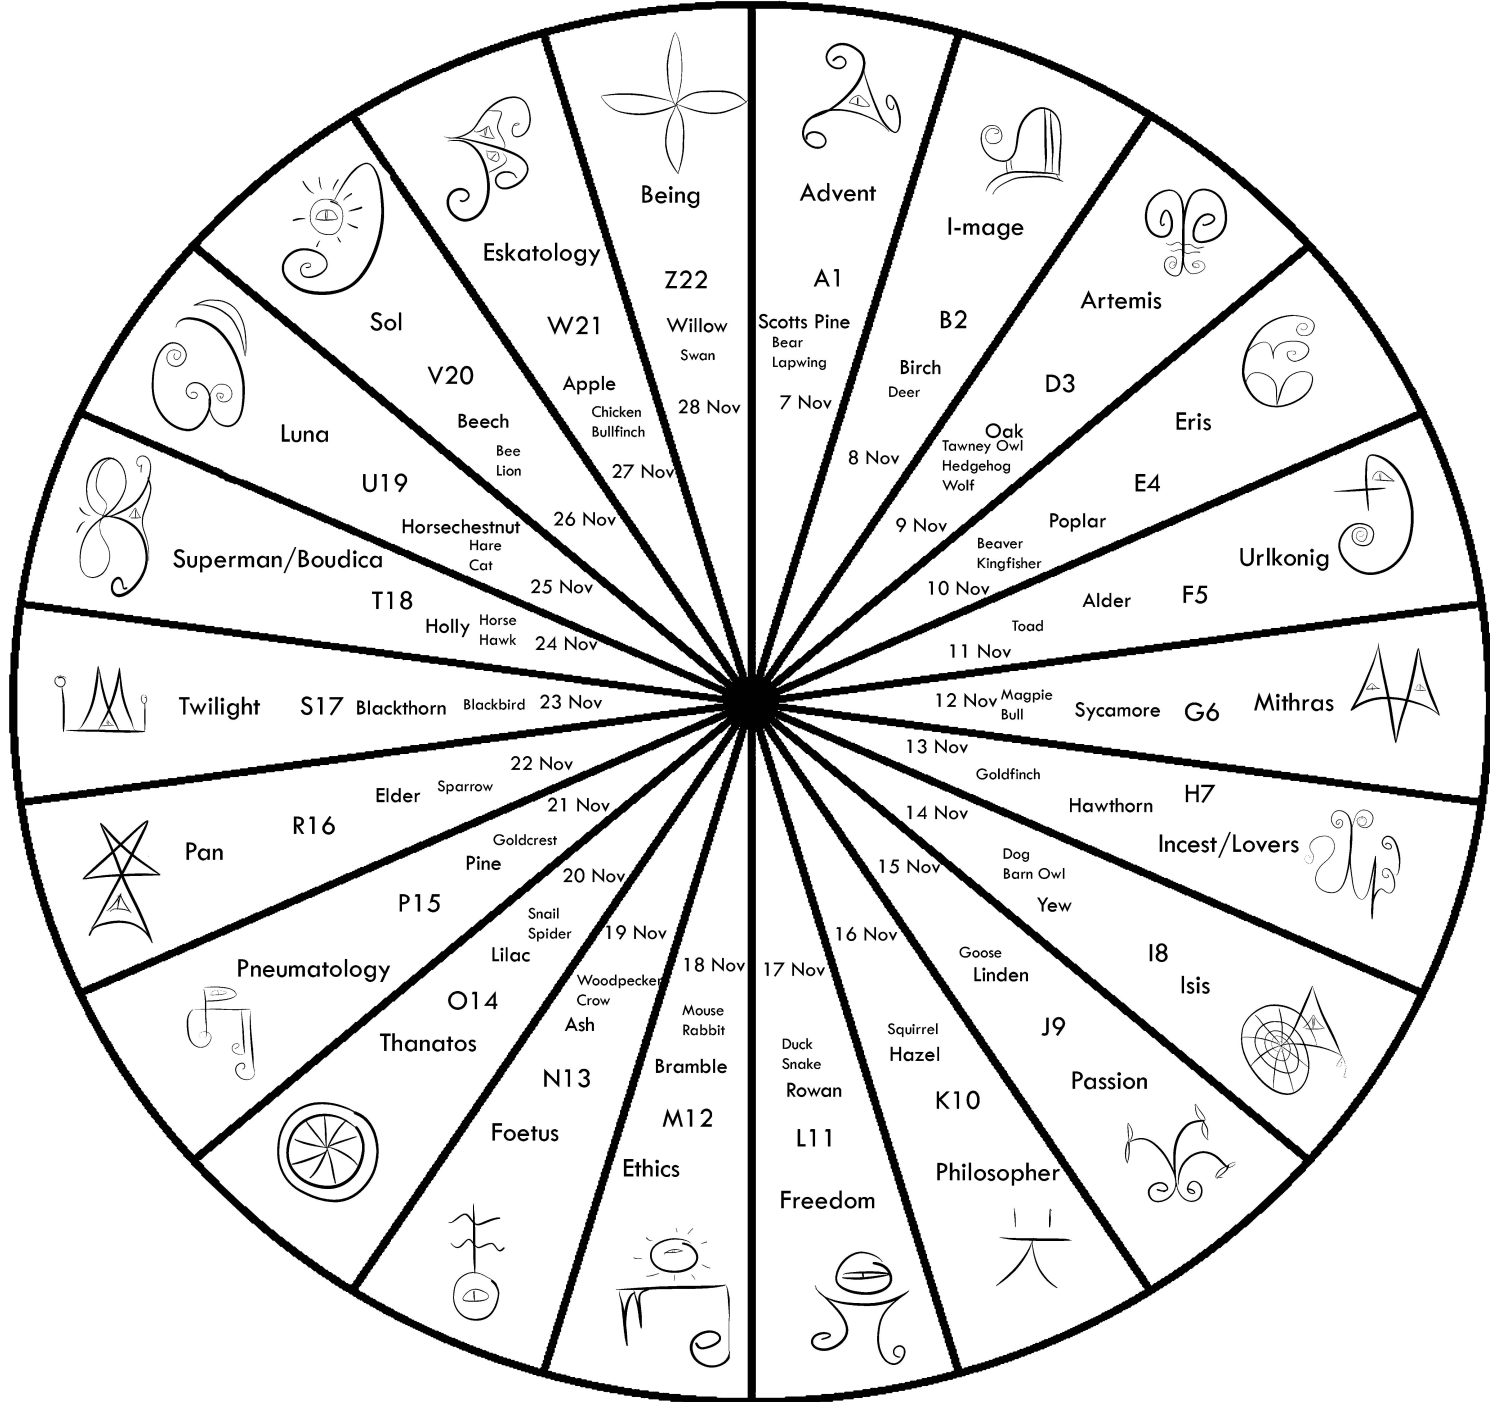 Advent
A1
Scotts Pine
Bear
Lapwing
7 Nov
I-mage
B2
Birch
Deer
8 Nov
Artemis
D3
Oak
Tawney Owl
Hedgehog
Wolf
9 Nov
Eris
E4
Poplar
Beaver
Kingfisher
10 Nov
Urlkonig
F5
Alder
Toad
11 Nov
Mithras
G6
Sycamore
Magpie
Bull
12 Nov
Incest/Lovers
H7
Hawthorn
Goldfinch
13 Nov
Isis
I8
Yew
Dog
Barn Owl
14 Nov
Passion
J9
Linden
Goose
15 Nov
Philosopher
K10
Hazel
Squirrel
16 Nov
Freedom
L11
Rowan
Duck
Snake
17 Nov
Ethics
M12
Bramble
Mouse
Rabbit
18 Nov
Foetus
N13
Ash
Woodpecker
Crow
19 Nov
Thanatos
O14
Lilac
Snail
Spider
20 Nov
Pneumatology
P15
Pine
Goldcrest
21 Nov
Pan
R16
Elder
Sparrow
22 Nov
Twilight
S17
Blackthorn
Blackbird
23 Nov
Superman/Boudica
T18
Holly
Horse
Hawk
24 Nov
Luna
U19
Horsechestnut
Hare
Cat
25 Nov
Sol
V20
Beech
Bee
Lion
26 Nov
Eskatology
W21
Apple
Chicken
Bullfinch
27 Nov
Being
Z22
Willow
Swan
28 Nov